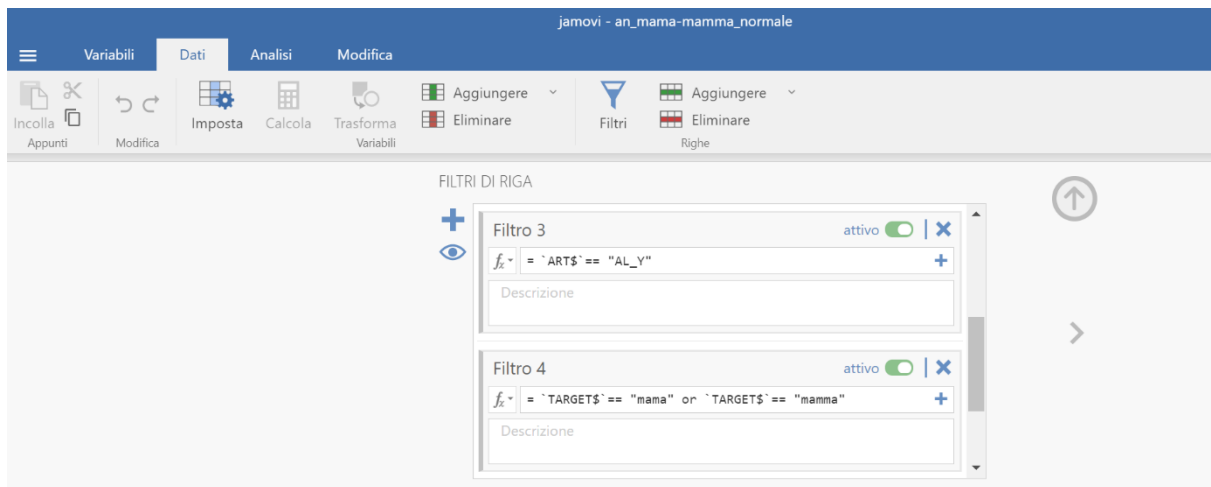 jamovi - an_mama-mamma_normale
Variabili Dati Analisi Modifica
Incolla
Appunti
Modifica
Imposta Calcola Trasforma
Aggiungere
Eliminare
Variabili
Filtri
Aggiungere
Eliminare
Righe
FILTRI DI RIGA
Filtro 3 attivo
fx = `ART$`== "AL_Y"
Descrizione
Filtro 4 attivo
fx = `TARGET$`== "mama" or `TARGET$`== "mamma"
Descrizione